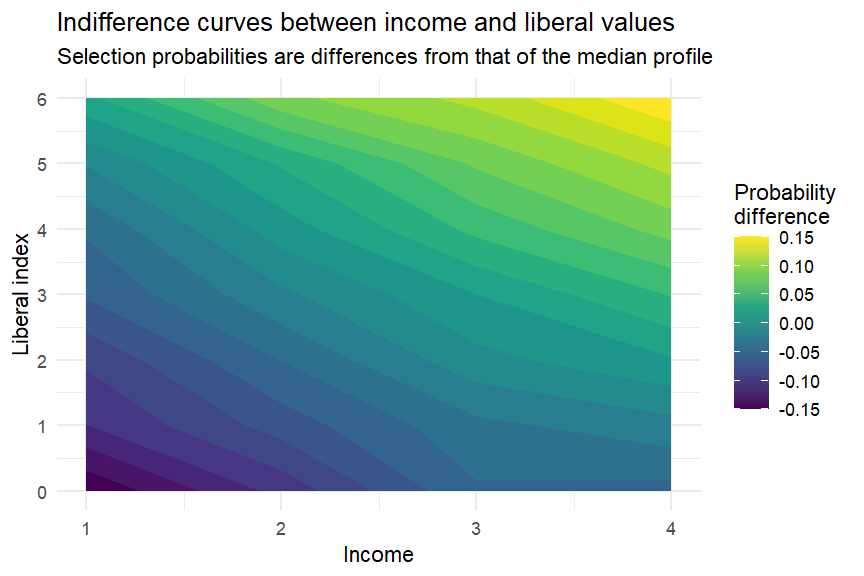 Indifference curves between income and liberal values
Selection probabilities are differences from that of the median profile
6
5
4
3
2
1
0
Liberal index
1 2 3 4
Income
Probability
difference
0.15
0.10
0.05
0.00
-0.05
-0.10
-0.15